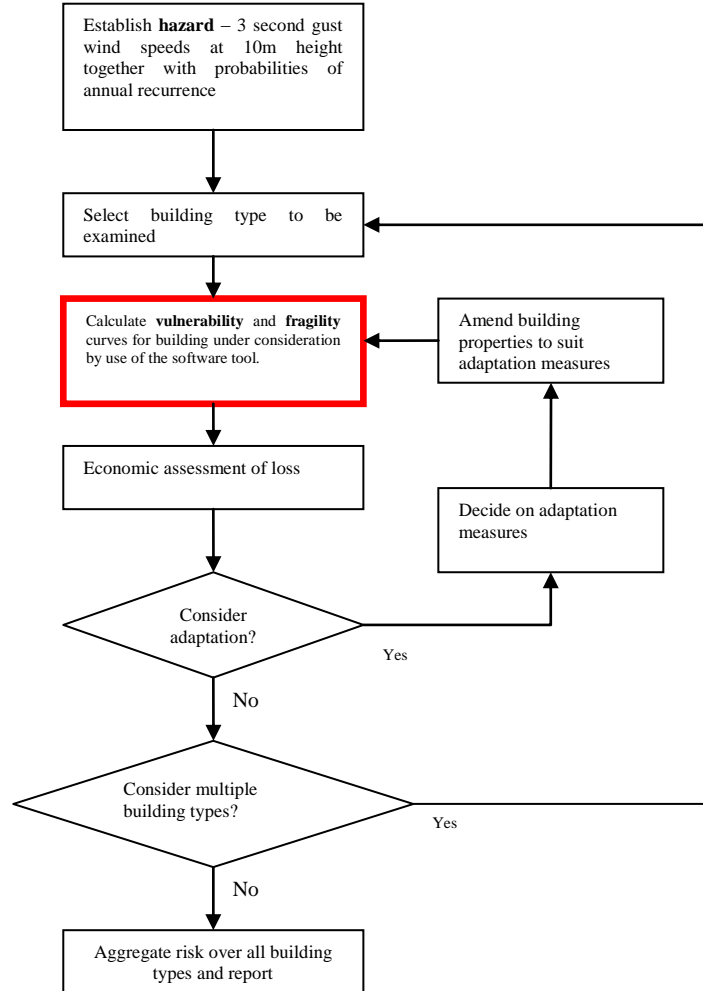 Establish hazard – 3 second gust
wind speeds at 10m height
together with probabilities of
annual recurrence
Select building type to be
examined
Calculate vulnerability and fragility
curves for building under consideration
by use of the software tool.
Amend building
properties to suit
adaptation measures
Economic assessment of loss
Decide on adaptation
measures
Consider
adaptation?
Yes
No
Consider multiple
building types?
Yes
No
Aggregate risk over all building
types and report